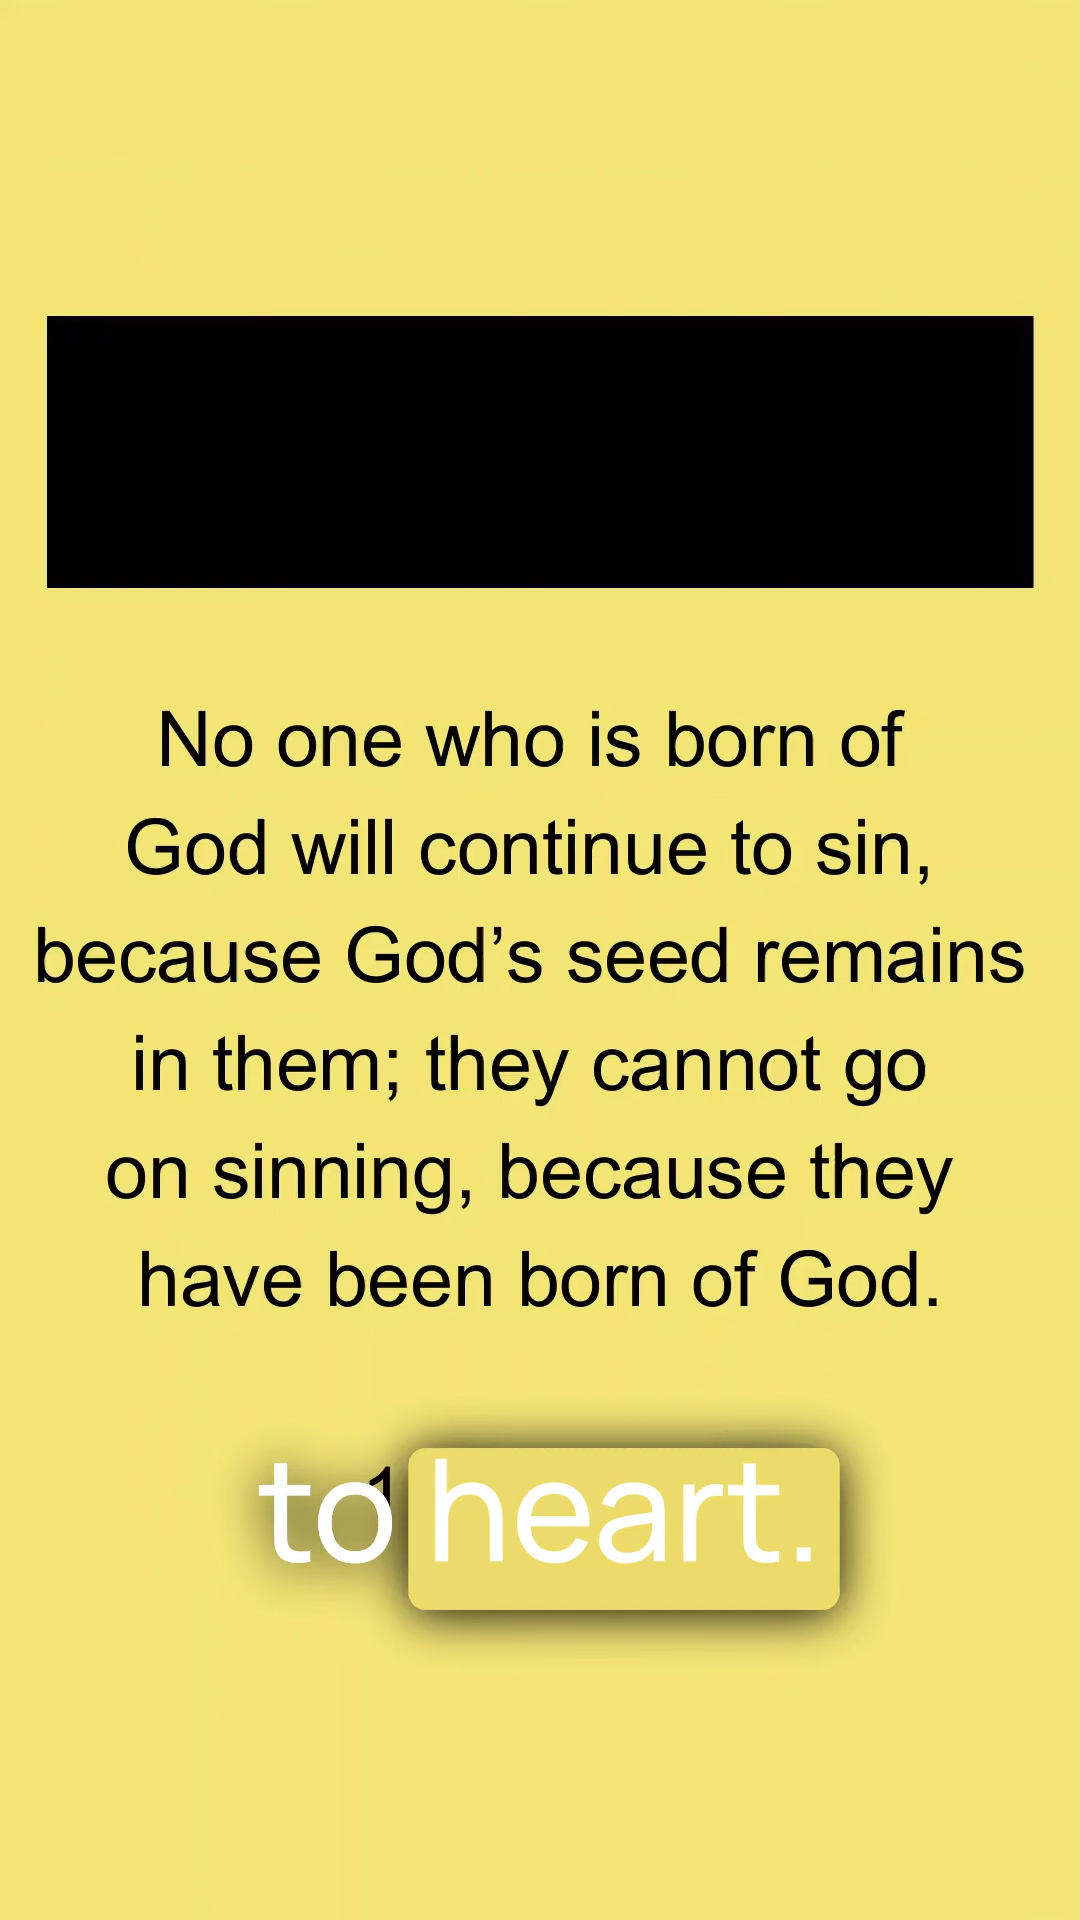 No one who is born of
God will continue to sin,
because God’s seed remains
in them; they cannot go
on sinning, because they
have been born of God.
1
to heart.